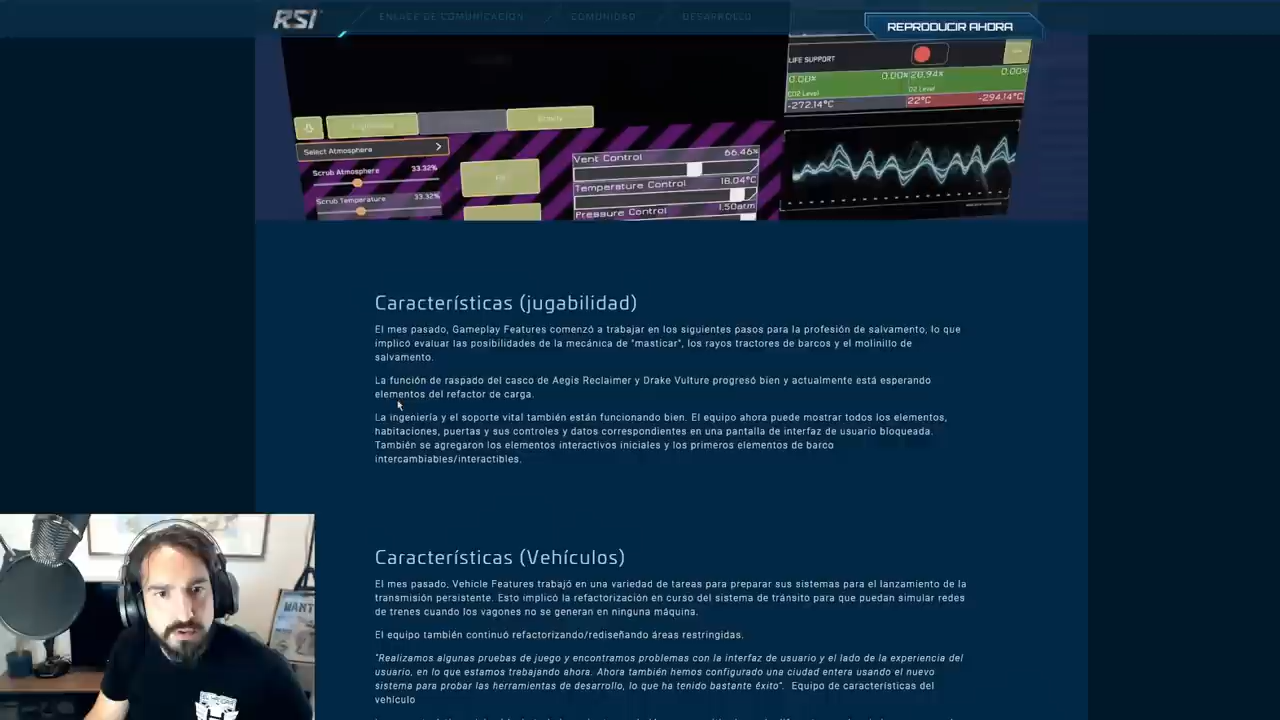 RSI
ENLACE DE COMUNICACIÓN
COMUNIDAD
DESARROLLO
REPRODUCIR AHORA
LIFE SUPPORT
0.00%
0.00%
20.94%
0.00%
CO2 Level
O2 Level
-272.14°C
22°C
-294.14°C
Select Atmosphere
Scrub Atmosphere 33.32%
Scrub Temperature 33.32%
Vent Control 66.46%
Temperature Control 18.04°C
Pressure Control 1.50atm
Características (jugabilidad)
El mes pasado, Gameplay Features comenzó a trabajar en los siguientes pasos para la profesión de salvamento, lo que
implicó evaluar las posibilidades de la mecánica de "masticar", los rayos tractores de barcos y el molinillo de
salvamento.
La función de raspado del casco de Aegis Reclaimer y Drake Vulture progresó bien y actualmente está esperando
elementos del refactor de carga.
La ingeniería y el soporte vital también están funcionando bien. El equipo ahora puede mostrar todos los elementos,
habitaciones, puertas y sus controles y datos correspondientes en una pantalla de interfaz de usuario bloqueada.
También se agregaron los elementos interactivos iniciales y los primeros elementos de barco
intercambiables/interactibles.
Características (Vehículos)
El mes pasado, Vehicle Features trabajó en una variedad de tareas para preparar sus sistemas para el lanzamiento de la
transmisión persistente. Esto implicó la refactorización en curso del sistema de tránsito para que puedan simular redes
de trenes cuando los vagones no se generan en ninguna máquina.
El equipo también continuó refactorizando/rediseñando áreas restringidas.
"Realizamos algunas pruebas de juego y encontramos problemas con la interfaz de usuario y el lado de la experiencia del
usuario, en lo que estamos trabajando ahora. Ahora también hemos configurado una ciudad entera usando el nuevo
sistema para probar las herramientas de desarrollo, lo que ha tenido bastante éxito". Equipo de características del
vehículo